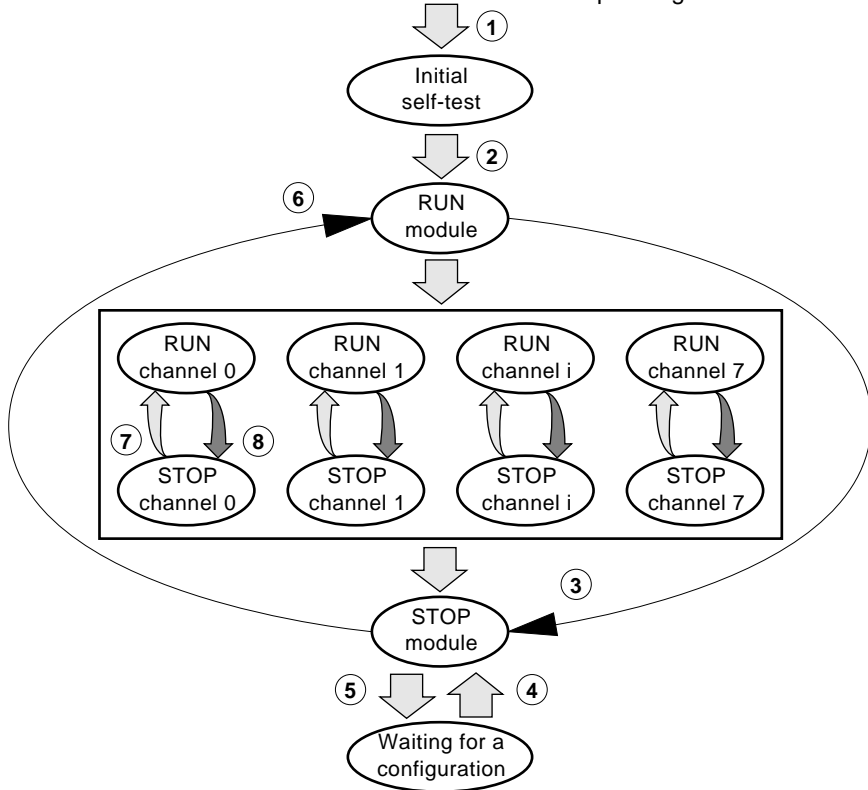 1
Initial
self-test
2
6
RUN
module
RUN
channel 0
RUN
channel 1
RUN
channel i
RUN
channel 7
7
8
STOP
channel 0
STOP
channel 1
STOP
channel i
STOP
channel 7
3
STOP
module
5
4
Waiting for a
configuration